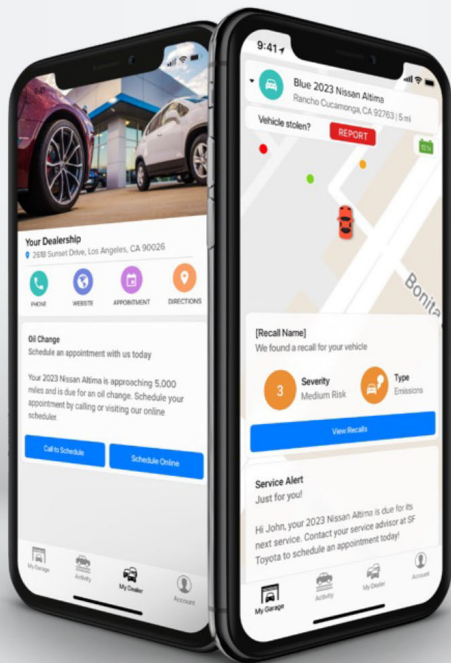 Your Dealership
2618 Sunset Drive, Los Angeles, CA 90026
PHONE
WEBSITE
APPOINTMENT
DIRECTIONS
Oil Change
Schedule an appointment with us today
Your 2023 Nissan Altima is approaching 5,000
miles and is due for an oil change. Schedule your
appointment by calling or visiting our online
scheduler.
Call to Schedule
Schedule Online
My Garage
Activity
My Dealer
Account
9:41
Blue 2023 Nissan Altima
Rancho Cucamonga, CA 92763 | 5 mi
Vehicle stolen?
REPORT
Bonita
[Recall Name]
We found a recall for your vehicle
3
Severity
Medium Risk
Type
Emissions
View Recalls
Service Alert
Just for you!
Hi John, your 2023 Nissan Altima is due for its
next service. Contact your service advisor at SF
Toyota to schedule an appointment today!
My Garage
Activity
My Dealer
Account